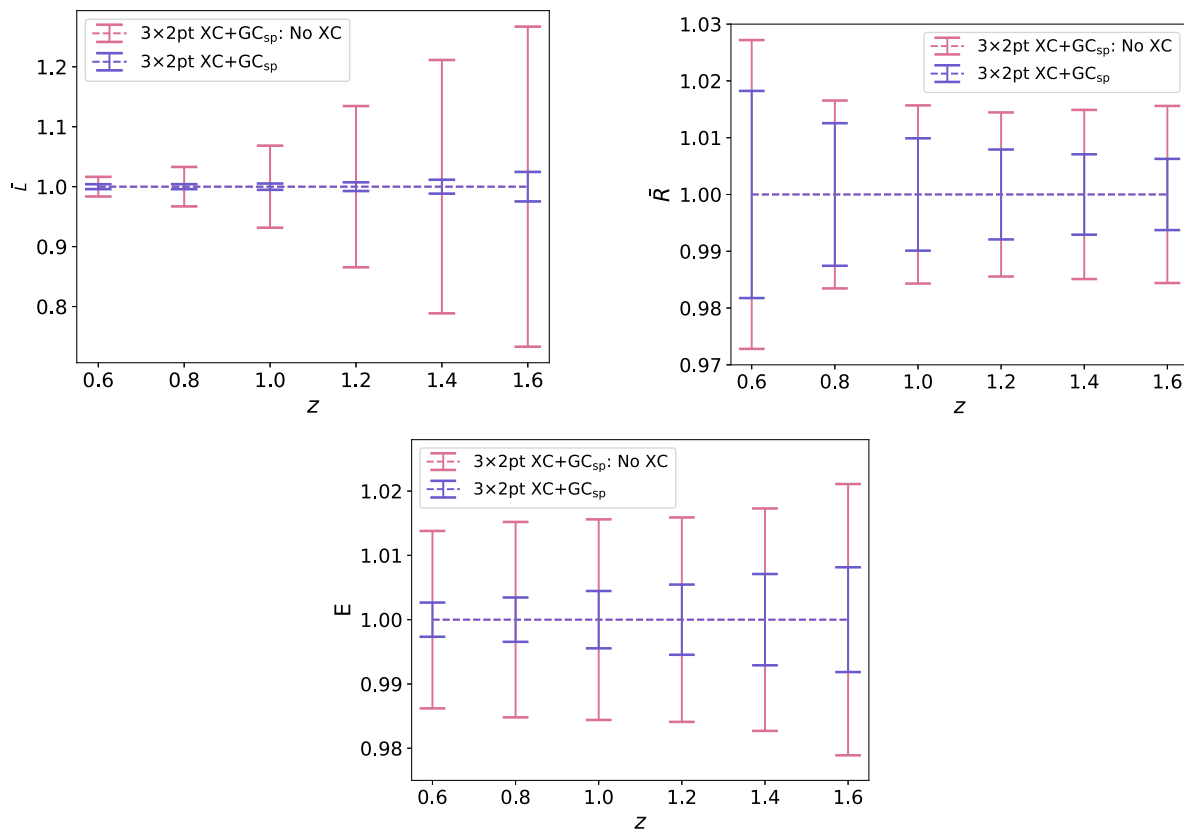 3×2pt XC+GCsp: No XC
3×2pt XC+GCsp
1.2
1.1
1.0
0.9
0.8
L̄
0.6 0.8 1.0 1.2 1.4 1.6
z
3×2pt XC+GCsp: No XC
3×2pt XC+GCsp
1.03
1.02
1.01
1.00
0.99
0.98
0.97
R̄
0.6 0.8 1.0 1.2 1.4 1.6
z
3×2pt XC+GCsp: No XC
3×2pt XC+GCsp
1.02
1.01
1.00
0.99
0.98
E
0.6 0.8 1.0 1.2 1.4 1.6
z